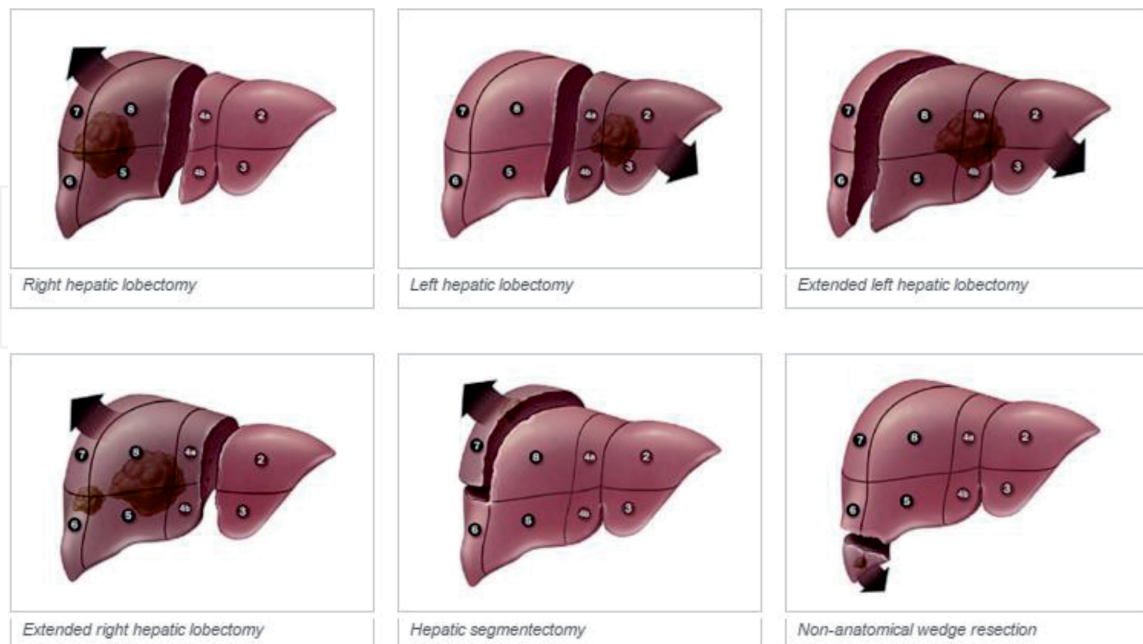 7
8
4a
2
6
5
4b
3
Right hepatic lobectomy
7
8
4a
2
6
5
4b
3
Left hepatic lobectomy
7
8
4a
2
6
5
4b
3
Extended left hepatic lobectomy
7
8
4a
2
6
5
4b
3
Extended right hepatic lobectomy
7
8
4a
2
6
5
4b
3
Hepatic segmentectomy
7
8
4a
2
6
5
4b
3
Non-anatomical wedge resection